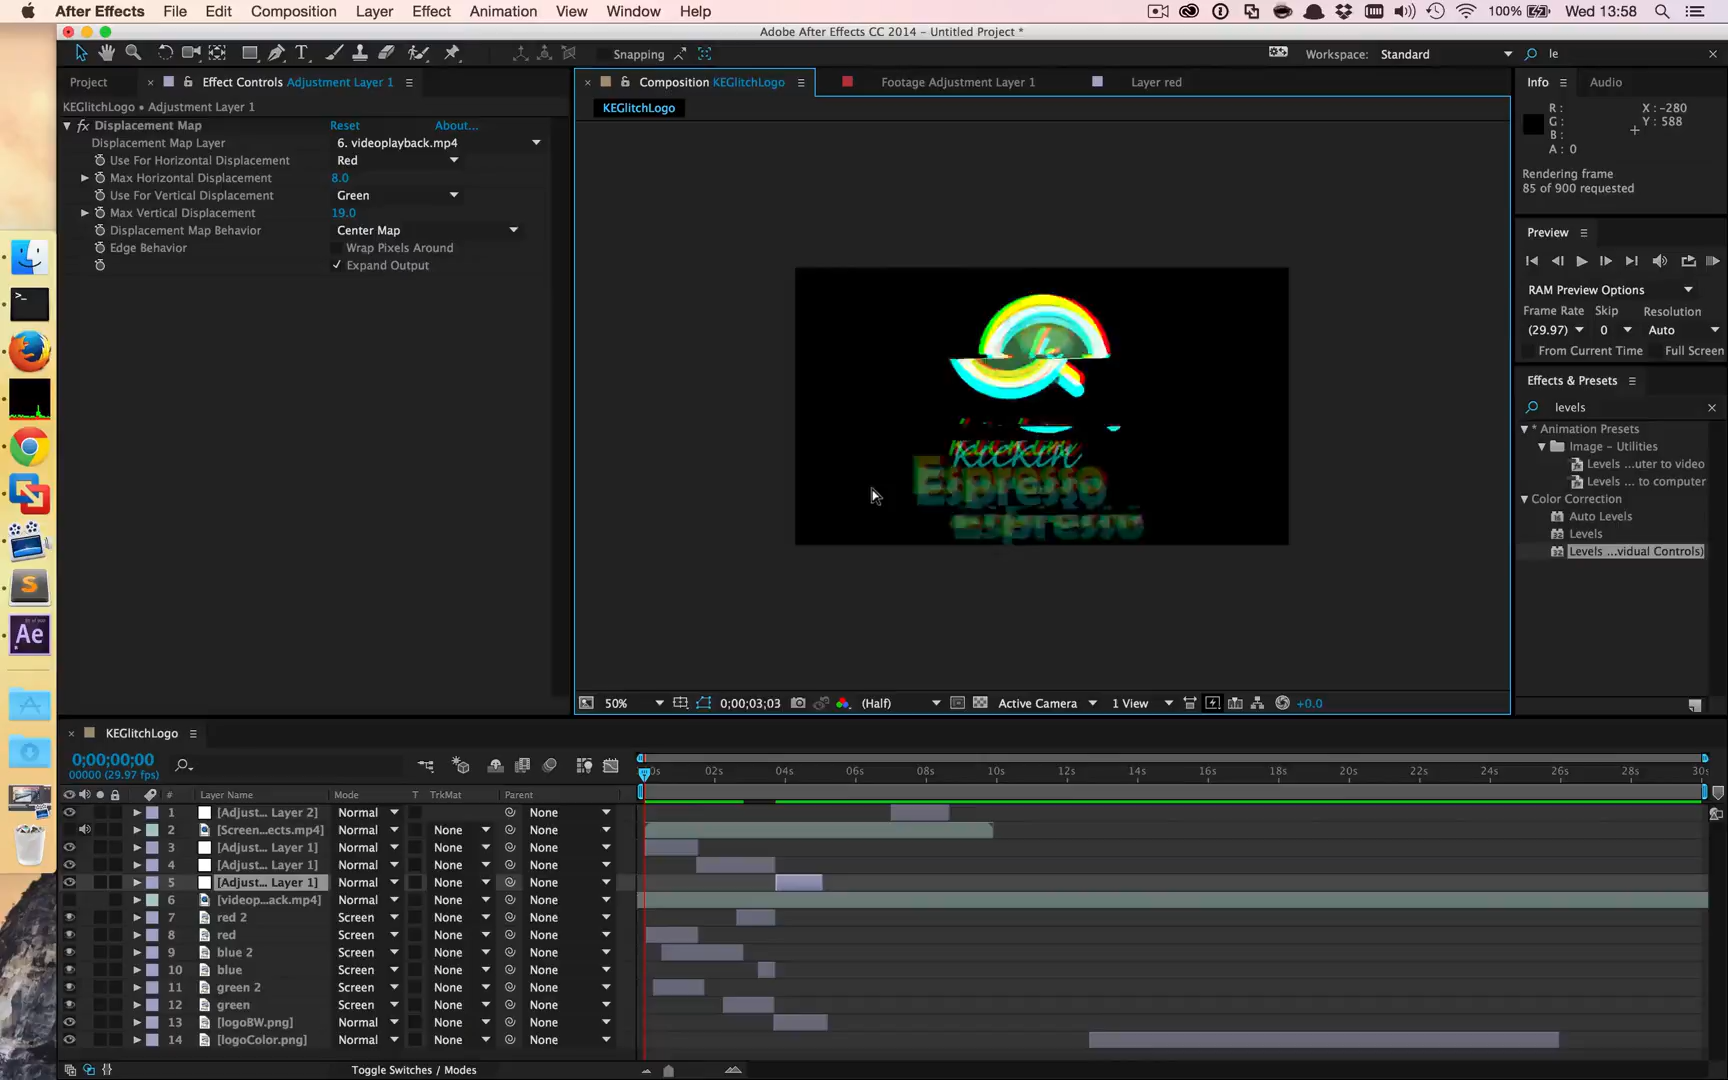 After Effects File Edit Composition Layer Effect Animation View Window Help 100% Wed 13:58
Adobe After Effects CC 2014 - Untitled Project *
Snapping Workspace: Standard le
Project Effect Controls Adjustment Layer 1
KEGlitchLogo • Adjustment Layer 1
fx Displacement Map Reset About...
Displacement Map Layer 6. videoplayback.mp4
Use For Horizontal Displacement Red
Max Horizontal Displacement 8.0
Use For Vertical Displacement Green
Max Vertical Displacement 19.0
Displacement Map Behavior Center Map
Edge Behavior Wrap Pixels Around
Expand Output
Composition KEGlitchLogo Footage Adjustment Layer 1 Layer red
KEGlitchLogo
k
kickin
Espresso
espresso
50% 0;00;03;03 (Half) Active Camera 1 View +0.0
Info Audio
R: X: -280
G: Y: 588
B:
A: 0
Rendering frame
85 of 900 requested
Preview
RAM Preview Options
Frame Rate Skip Resolution
(29.97) 0 Auto
From Current Time Full Screen
Effects & Presets
levels
* Animation Presets
Image – Utilities
Levels ...uter to video
Levels ... to computer
Color Correction
Auto Levels
Levels
Levels ...vidual Controls)
>_
S
Ae
KEGlitchLogo
0;00;00;00
00000 (29.97 fps)
0s 02s 04s 06s 08s 10s 12s 14s 16s 18s 20s 22s 24s 26s 28s 30s
# Layer Name Mode T TrkMat Parent
1 [Adjust... Layer 2] Normal None
2 [Screen...ects.mp4] Normal None None
3 [Adjust... Layer 1] Normal None None
4 [Adjust... Layer 1] Normal None None
5 [Adjust... Layer 1] Normal None None
6 [videop...ack.mp4] Normal None None
7 red 2 Screen None None
8 red Screen None None
9 blue 2 Screen None None
10 blue Screen None None
11 green 2 Screen None None
12 green Screen None None
13 [logoBW.png] Normal None None
14 [logoColor.png] Normal None None
Toggle Switches / Modes